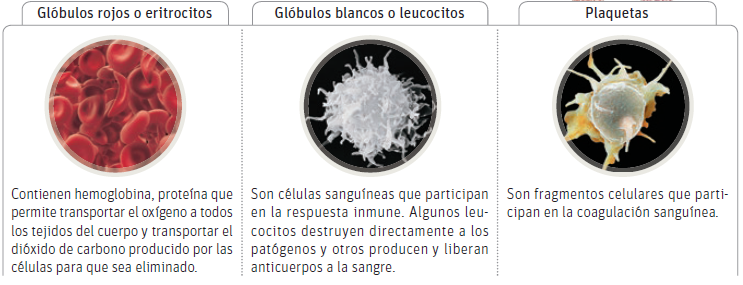 Glóbulos rojos o eritrocitos
Contienen hemoglobina, proteína que
permite transportar el oxígeno a todos
los tejidos del cuerpo y transportar el
dióxido de carbono producido por las
células para que sea eliminado.
Glóbulos blancos o leucocitos
Son células sanguíneas que participan
en la respuesta inmune. Algunos leu-
cocitos destruyen directamente a los
patógenos y otros producen y liberan
anticuerpos a la sangre.
Plaquetas
Son fragmentos celulares que parti-
cipan en la coagulación sanguínea.